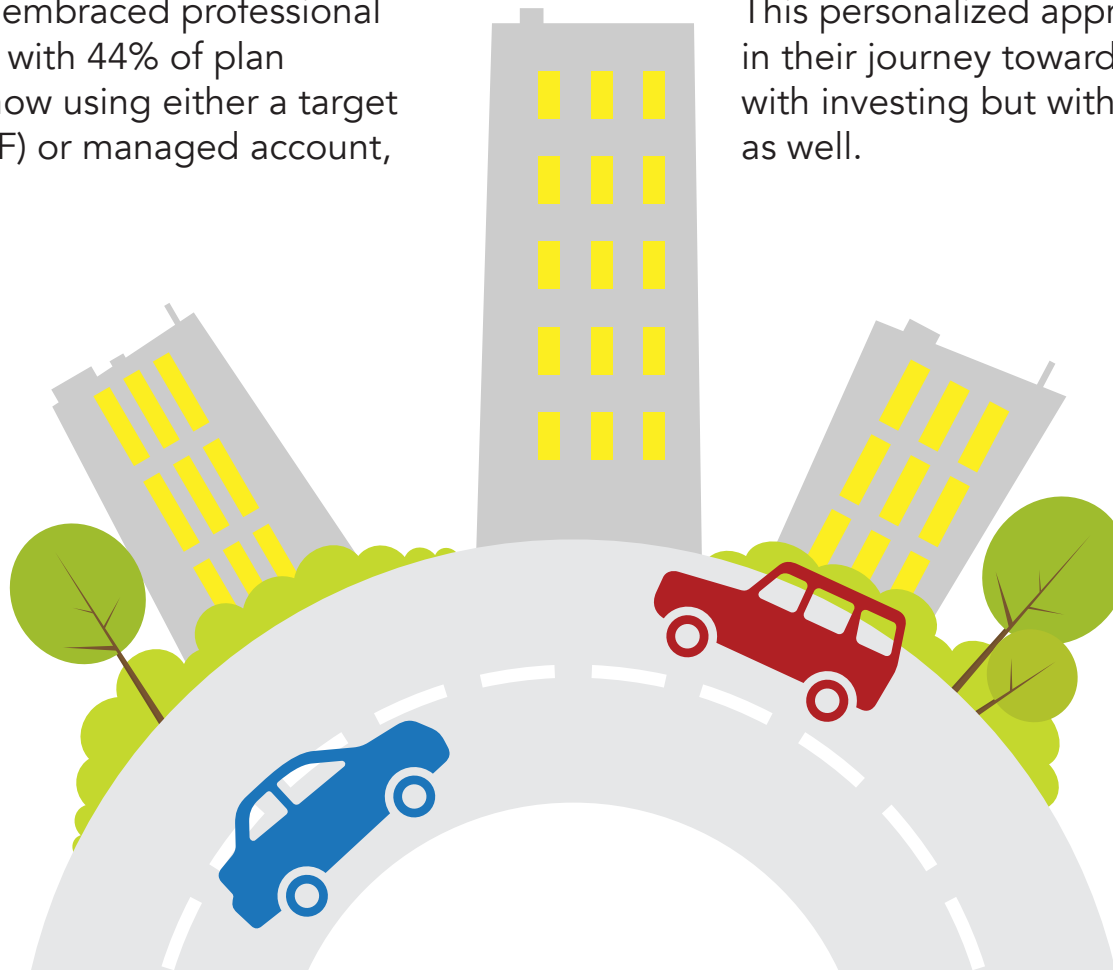 embraced professional
with 44% of plan
now using either a target
F) or managed account,
This personalized appr
in their journey toward
with investing but with
as well.